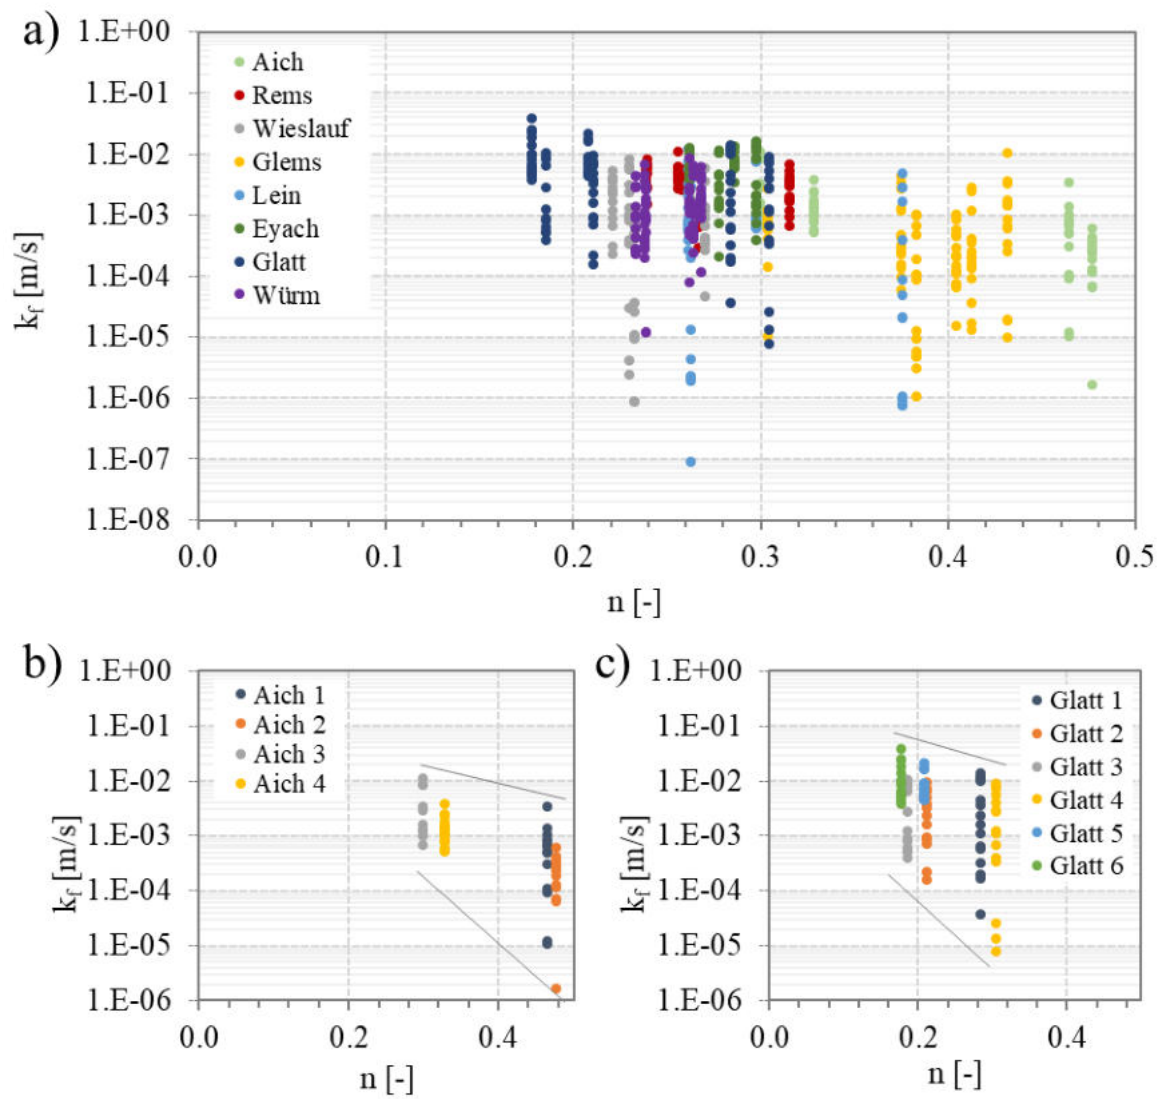 a)
1.E+00
1.E-01
1.E-02
1.E-03
1.E-04
1.E-05
1.E-06
1.E-07
1.E-08
kf [m/s]
Aich
Rems
Wieslauf
Glems
Lein
Eyach
Glatt
Würm
0.0 0.1 0.2 0.3 0.4 0.5
n [-]
b)
1.E+00
1.E-01
1.E-02
1.E-03
1.E-04
1.E-05
1.E-06
kf [m/s]
Aich 1
Aich 2
Aich 3
Aich 4
0.0 0.2 0.4
n [-]
c)
1.E+00
1.E-01
1.E-02
1.E-03
1.E-04
1.E-05
1.E-06
kf [m/s]
Glatt 1
Glatt 2
Glatt 3
Glatt 4
Glatt 5
Glatt 6
0.0 0.2 0.4
n [-]